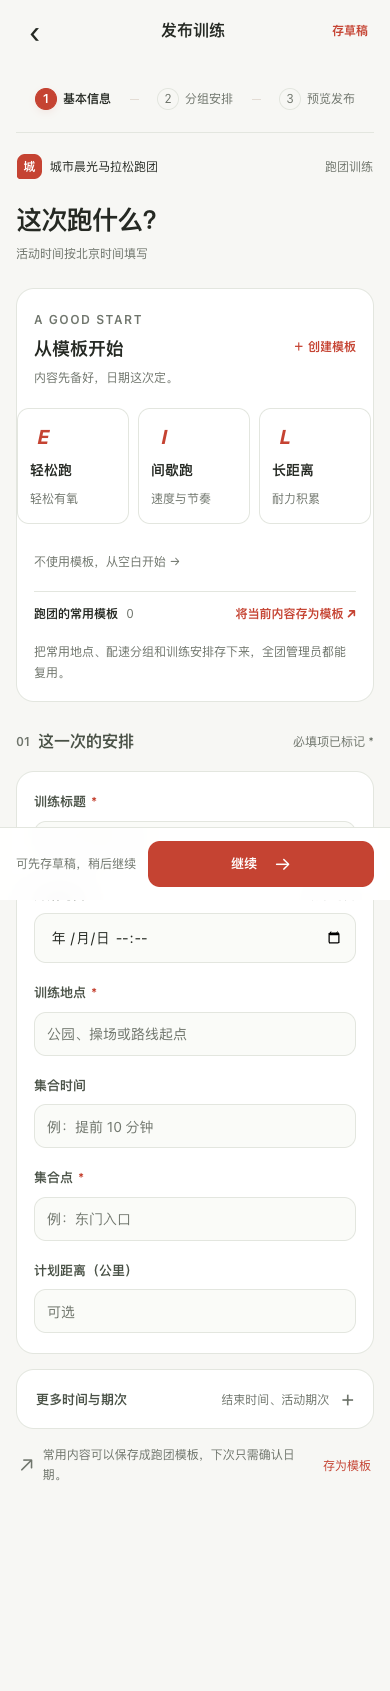 ‹ 发布训练 存草稿
1 基本信息 — 2 分组安排 — 3 预览发布
城 城市晨光马拉松跑团 跑团训练
这次跑什么?
活动时间按北京时间填写
A GOOD START
从模板开始 + 创建模板
内容先备好，日期这次定。
E I L
轻松跑 间歇跑 长距离
轻松有氧 速度与节奏 耐力积累
不使用模板，从空白开始 →
跑团的常用模板 0 将当前内容存为模板 ↗
把常用地点、配速分组和训练安排存下来，全团管理员都能
复用。
01 这一次的安排 必填项已标记 *
训练标题 *
可先存草稿，稍后继续 继续 →
年 /月/日 --:--
训练地点 *
公园、操场或路线起点
集合时间
例：提前 10 分钟
集合点 *
例：东门入口
计划距离（公里）
可选
更多时间与期次 结束时间、活动期次 +
↗ 常用内容可以保存成跑团模板，下次只需确认日
期。 存为模板